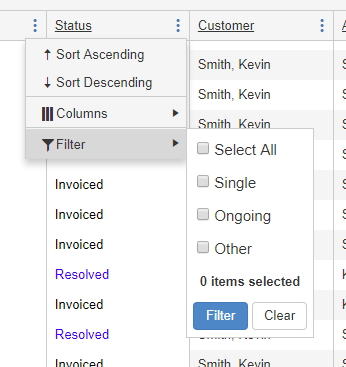 Status
Customer
Sort Ascending
Smith, Kevin
Sort Descending
Smith, Kevin
Columns
Smith, Kevin
Filter
Select All
Single
Invoiced
Ongoing
Invoiced
Other
Invoiced
Resolved
0 items selected
Invoiced
Filter
Clear
Resolved
Invoiced
Smith, Kevin